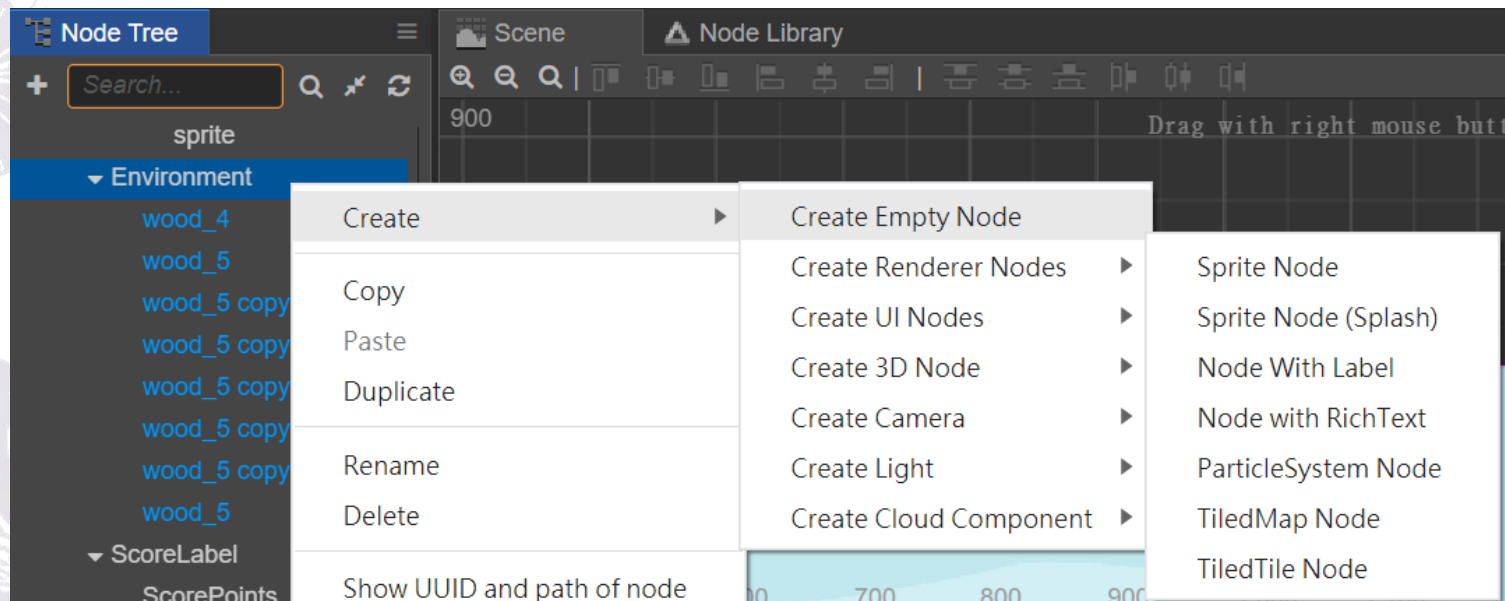 Node Tree
Scene
Node Library
Search...
900
Drag with right mouse butt
sprite
Environment
wood_4
wood_5
wood_5 copy
wood_5 copy
wood_5 copy
wood_5 copy
wood_5 copy
wood_5
ScoreLabel
ScorePoints
Create
Copy
Paste
Duplicate
Rename
Delete
Show UUID and path of node
Create Empty Node
Create Renderer Nodes
Create UI Nodes
Create 3D Node
Create Camera
Create Light
Create Cloud Component
Sprite Node
Sprite Node (Splash)
Node With Label
Node with RichText
ParticleSystem Node
TiledMap Node
TiledTile Node
700
800